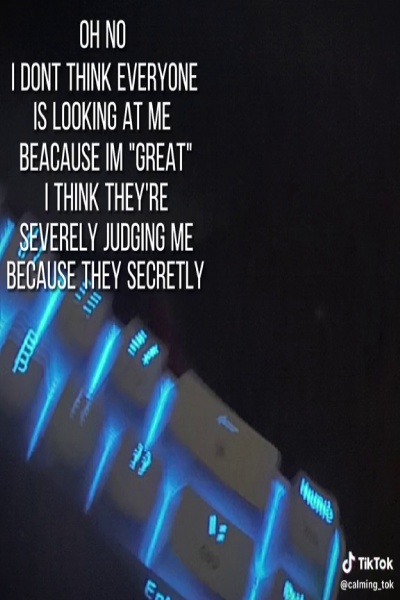 OH NO
I DONT THINK EVERYONE
IS LOOKING AT ME
BEACAUSE IM "GREAT"
I THINK THEY'RE
SEVERELY JUDGING ME
BECAUSE THEY SECRETLY
TikTok
@calming_tok